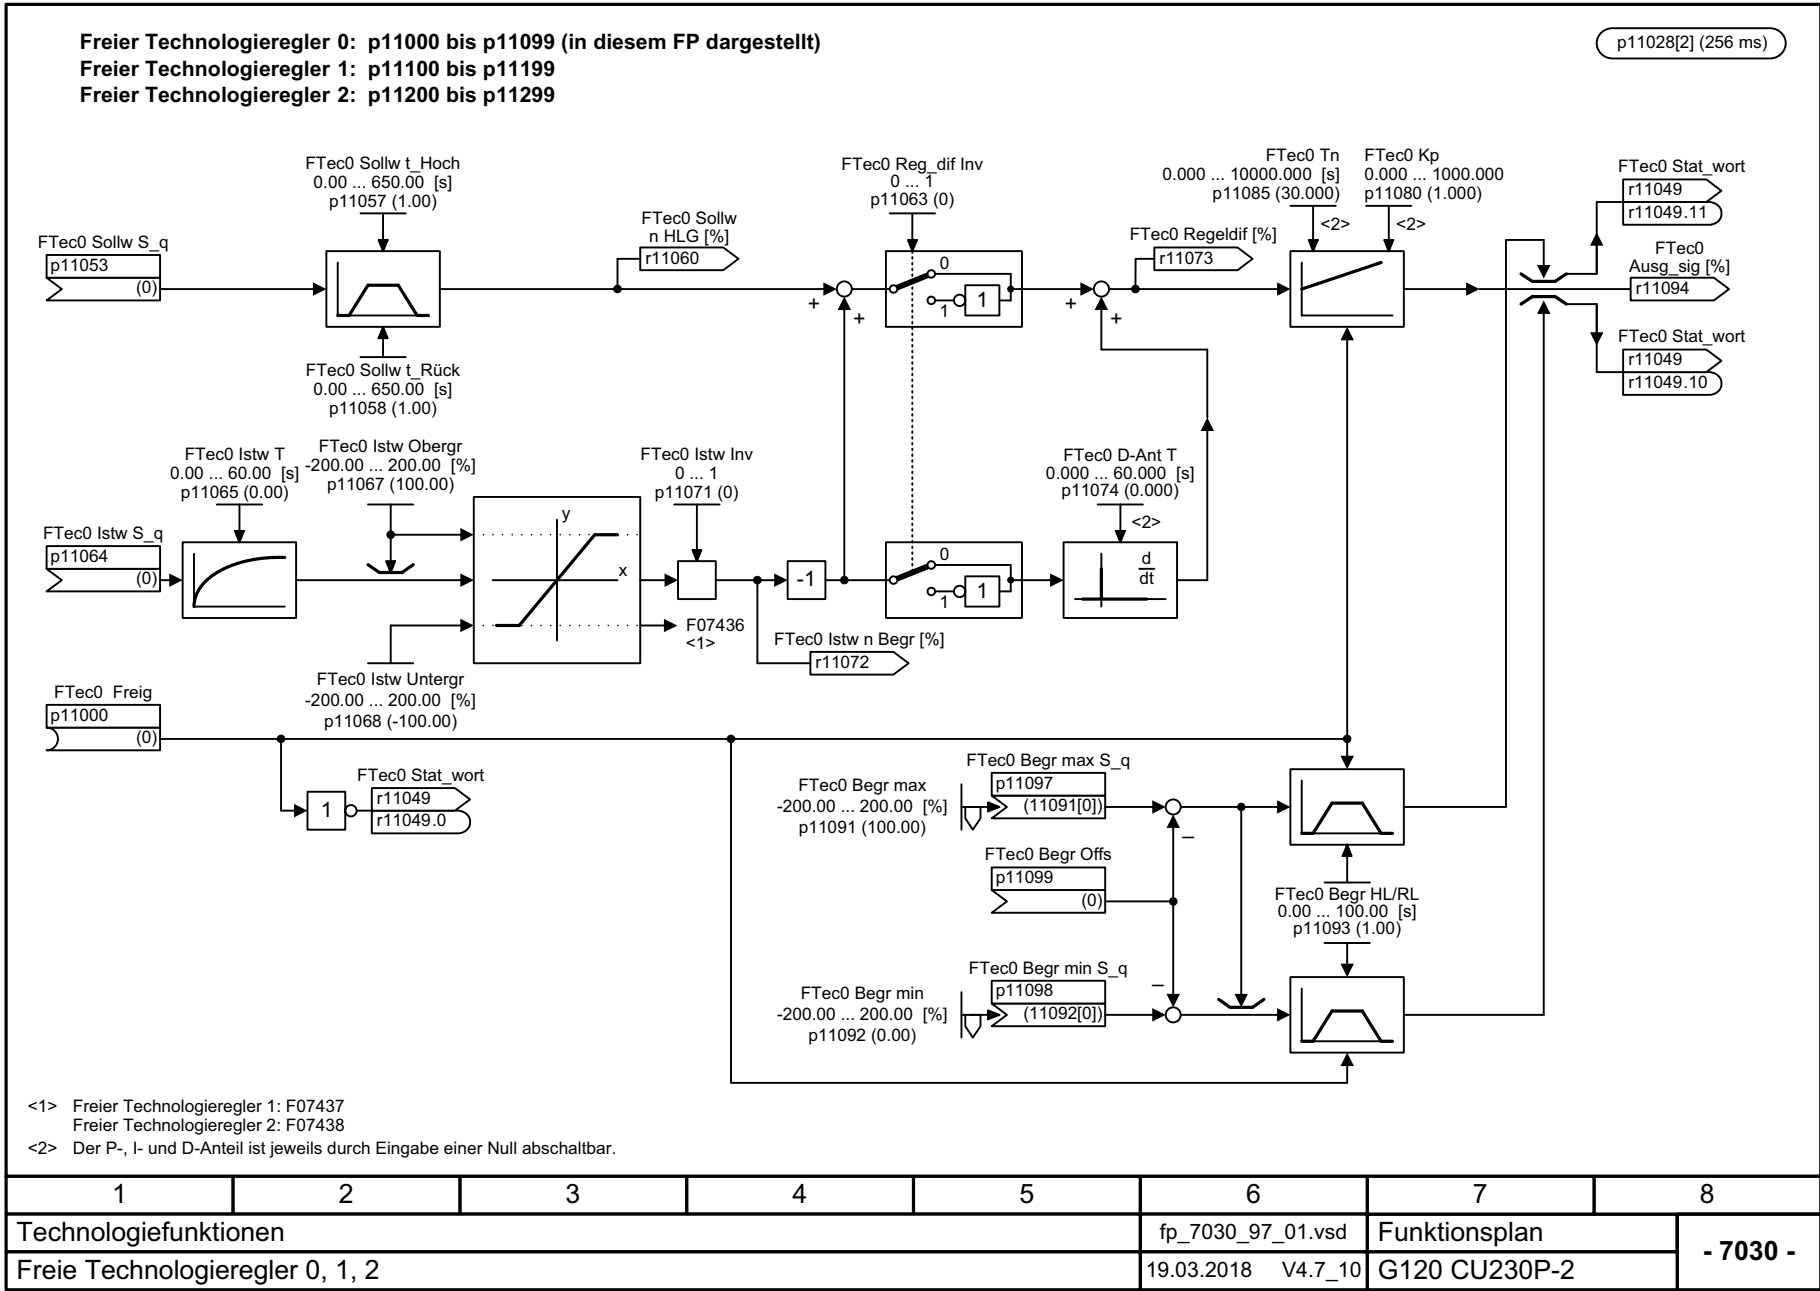 Freier Technologieregler 0: p11000 bis p11099 (in diesem FP dargestellt)
Freier Technologieregler 1: p11100 bis p11199
Freier Technologieregler 2: p11200 bis p11299
p11028[2] (256 ms)
FTec0 Sollw t_Hoch
0.00 ... 650.00 [s]
p11057 (1.00)
FTec0 Sollw S_q
p11053
(0)
FTec0 Sollw t_Rück
0.00 ... 650.00 [s]
p11058 (1.00)
FTec0 Sollw
n HLG [%]
r11060
+
+
FTec0 Reg_dif Inv
0 ... 1
p11063 (0)
0
1
1
+
+
FTec0 Regeldif [%]
r11073
FTec0 Tn
0.000 ... 10000.000 [s]
p11085 (30.000)
<2>
FTec0 Kp
0.000 ... 1000.000
p11080 (1.000)
<2>
FTec0 Stat_wort
r11049
r11049.11
FTec0
Ausg_sig [%]
r11094
FTec0 Stat_wort
r11049
r11049.10
FTec0 Istw T
0.00 ... 60.00 [s]
p11065 (0.00)
FTec0 Istw Obergr
-200.00 ... 200.00 [%]
p11067 (100.00)
FTec0 Istw S_q
p11064
(0)
y
x
FTec0 Istw Inv
0 ... 1
p11071 (0)
-1
F07436
<1>
FTec0 Istw n Begr [%]
r11072
0
1
1
FTec0 D-Ant T
0.000 ... 60.000 [s]
p11074 (0.000)
<2>
d
dt
FTec0 Istw Untergr
-200.00 ... 200.00 [%]
p11068 (-100.00)
FTec0 Freig
p11000
(0)
1
FTec0 Stat_wort
r11049
r11049.0
FTec0 Begr max
-200.00 ... 200.00 [%]
p11091 (100.00)
FTec0 Begr max S_q
p11097
(11091[0])
–
FTec0 Begr Offs
p11099
(0)
FTec0 Begr HL/RL
0.00 ... 100.00 [s]
p11093 (1.00)
FTec0 Begr min
-200.00 ... 200.00 [%]
p11092 (0.00)
FTec0 Begr min S_q
p11098
(11092[0])
–
<1> Freier Technologieregler 1: F07437
Freier Technologieregler 2: F07438
<2> Der P-, I- und D-Anteil ist jeweils durch Eingabe einer Null abschaltbar.
1 2 3 4 5 6 7 8
Technologiefunktionen
fp_7030_97_01.vsd
Funktionsplan
- 7030 -
Freie Technologieregler 0, 1, 2
19.03.2018 V4.7_10
G120 CU230P-2